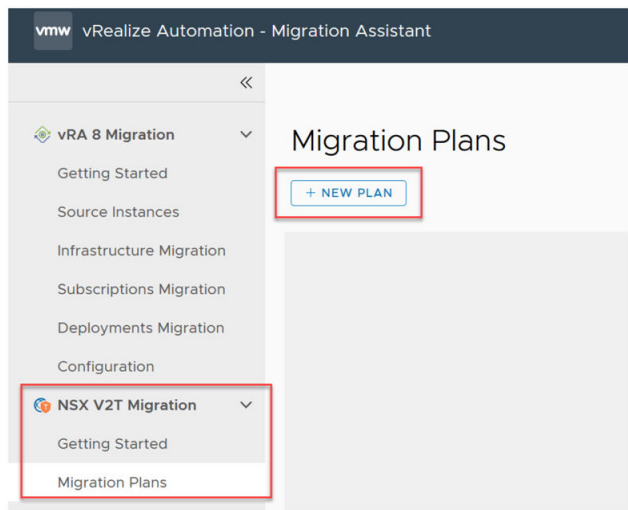 vmw vRealize Automation - Migration Assistant
vRA 8 Migration
Getting Started
Source Instances
Infrastructure Migration
Subscriptions Migration
Deployments Migration
Configuration
NSX V2T Migration
Getting Started
Migration Plans
Migration Plans
+ NEW PLAN